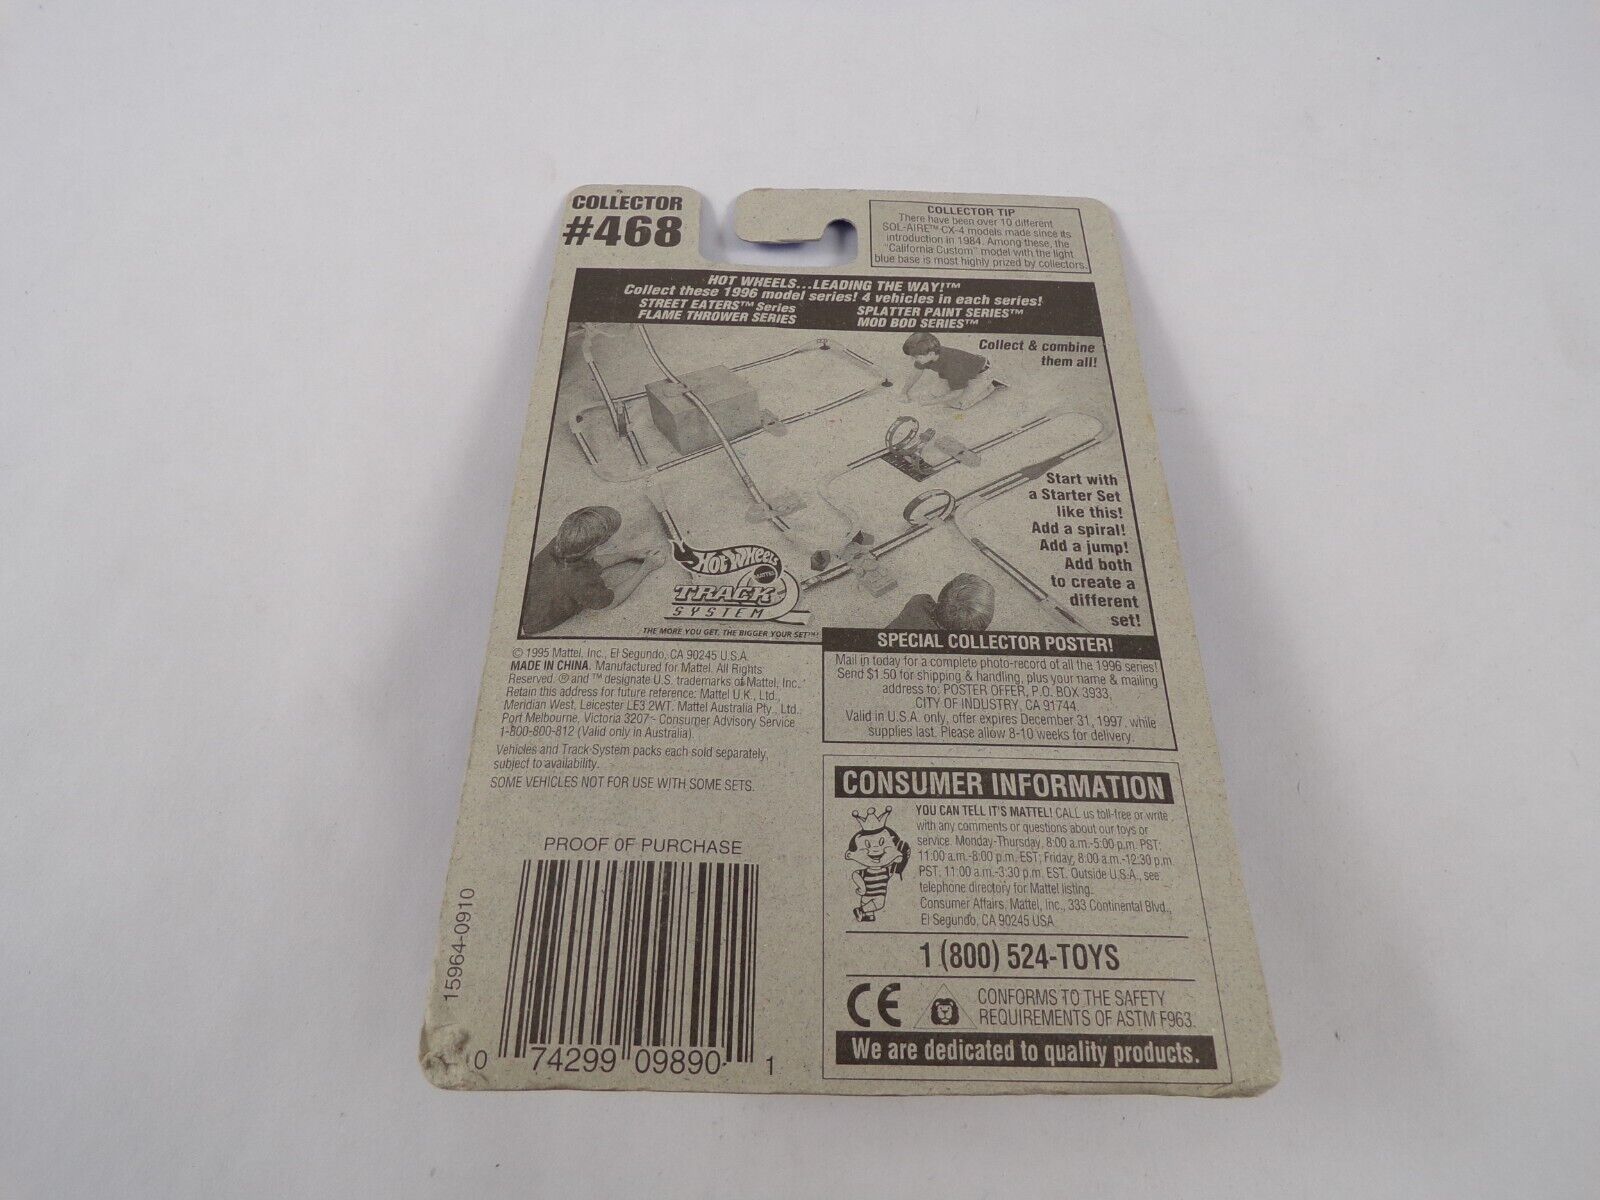 COLLECTOR
#468
COLLECTOR TIP
There have been over 10 different
SOL-AIRE™ CX-4 models made since its
introduction in 1984. Among these, the
"California Custom" model with the light
blue base is most highly prized by collectors.
HOT WHEELS...LEADING THE WAY!™
Collect these 1996 model series! 4 vehicles in each series!
STREET EATERS™ Series
FLAME THROWER SERIES
SPLATTER PAINT SERIES™
MOD BOD SERIES™
Collect & combine
them all!
Start with
a Starter Set
like this!
Add a spiral!
Add a jump!
Add both
to create a
different
set!
HOT WHEELS
MATTEL
TRACK
SYSTEM
THE MORE YOU GET, THE BIGGER YOUR SET™!
© 1995 Mattel, Inc., El Segundo, CA 90245 U.S.A.
MADE IN CHINA. Manufactured for Mattel. All Rights
Reserved. ® and ™ designate U.S. trademarks of Mattel, Inc.
Retain this address for future reference: Mattel U.K., Ltd.,
Meridian West, Leicester LE3 2WT. Mattel Australia Pty., Ltd.,
Port Melbourne, Victoria 3207 - Consumer Advisory Service
1-800-800-812 (Valid only in Australia).
Vehicles and Track System packs each sold separately,
subject to availability.
SOME VEHICLES NOT FOR USE WITH SOME SETS.
SPECIAL COLLECTOR POSTER!
Mail in today for a complete photo-record of all the 1996 series!
Send $1.50 for shipping & handling, plus your name & mailing
address to: POSTER OFFER, P.O. BOX 3933,
CITY OF INDUSTRY, CA 91744.
Valid in U.S.A. only, offer expires December 31, 1997, while
supplies last. Please allow 8-10 weeks for delivery.
CONSUMER INFORMATION
YOU CAN TELL IT'S MATTEL! CALL us toll-free or write
with any comments or questions about our toys or
service. Monday-Thursday, 8:00 a.m.-5:00 p.m. PST;
11:00 a.m.-8:00 p.m. EST; Friday, 8:00 a.m.-12:30 p.m.
PST, 11:00 a.m.-3:30 p.m. EST. Outside U.S.A., see
telephone directory for Mattel listing.
Consumer Affairs, Mattel, Inc., 333 Continental Blvd.,
El Segundo, CA 90245 USA
1 (800) 524-TOYS
CE
CONFORMS TO THE SAFETY
REQUIREMENTS OF ASTM F963.
We are dedicated to quality products.
PROOF OF PURCHASE
15964-0910
0 74299 09890 1